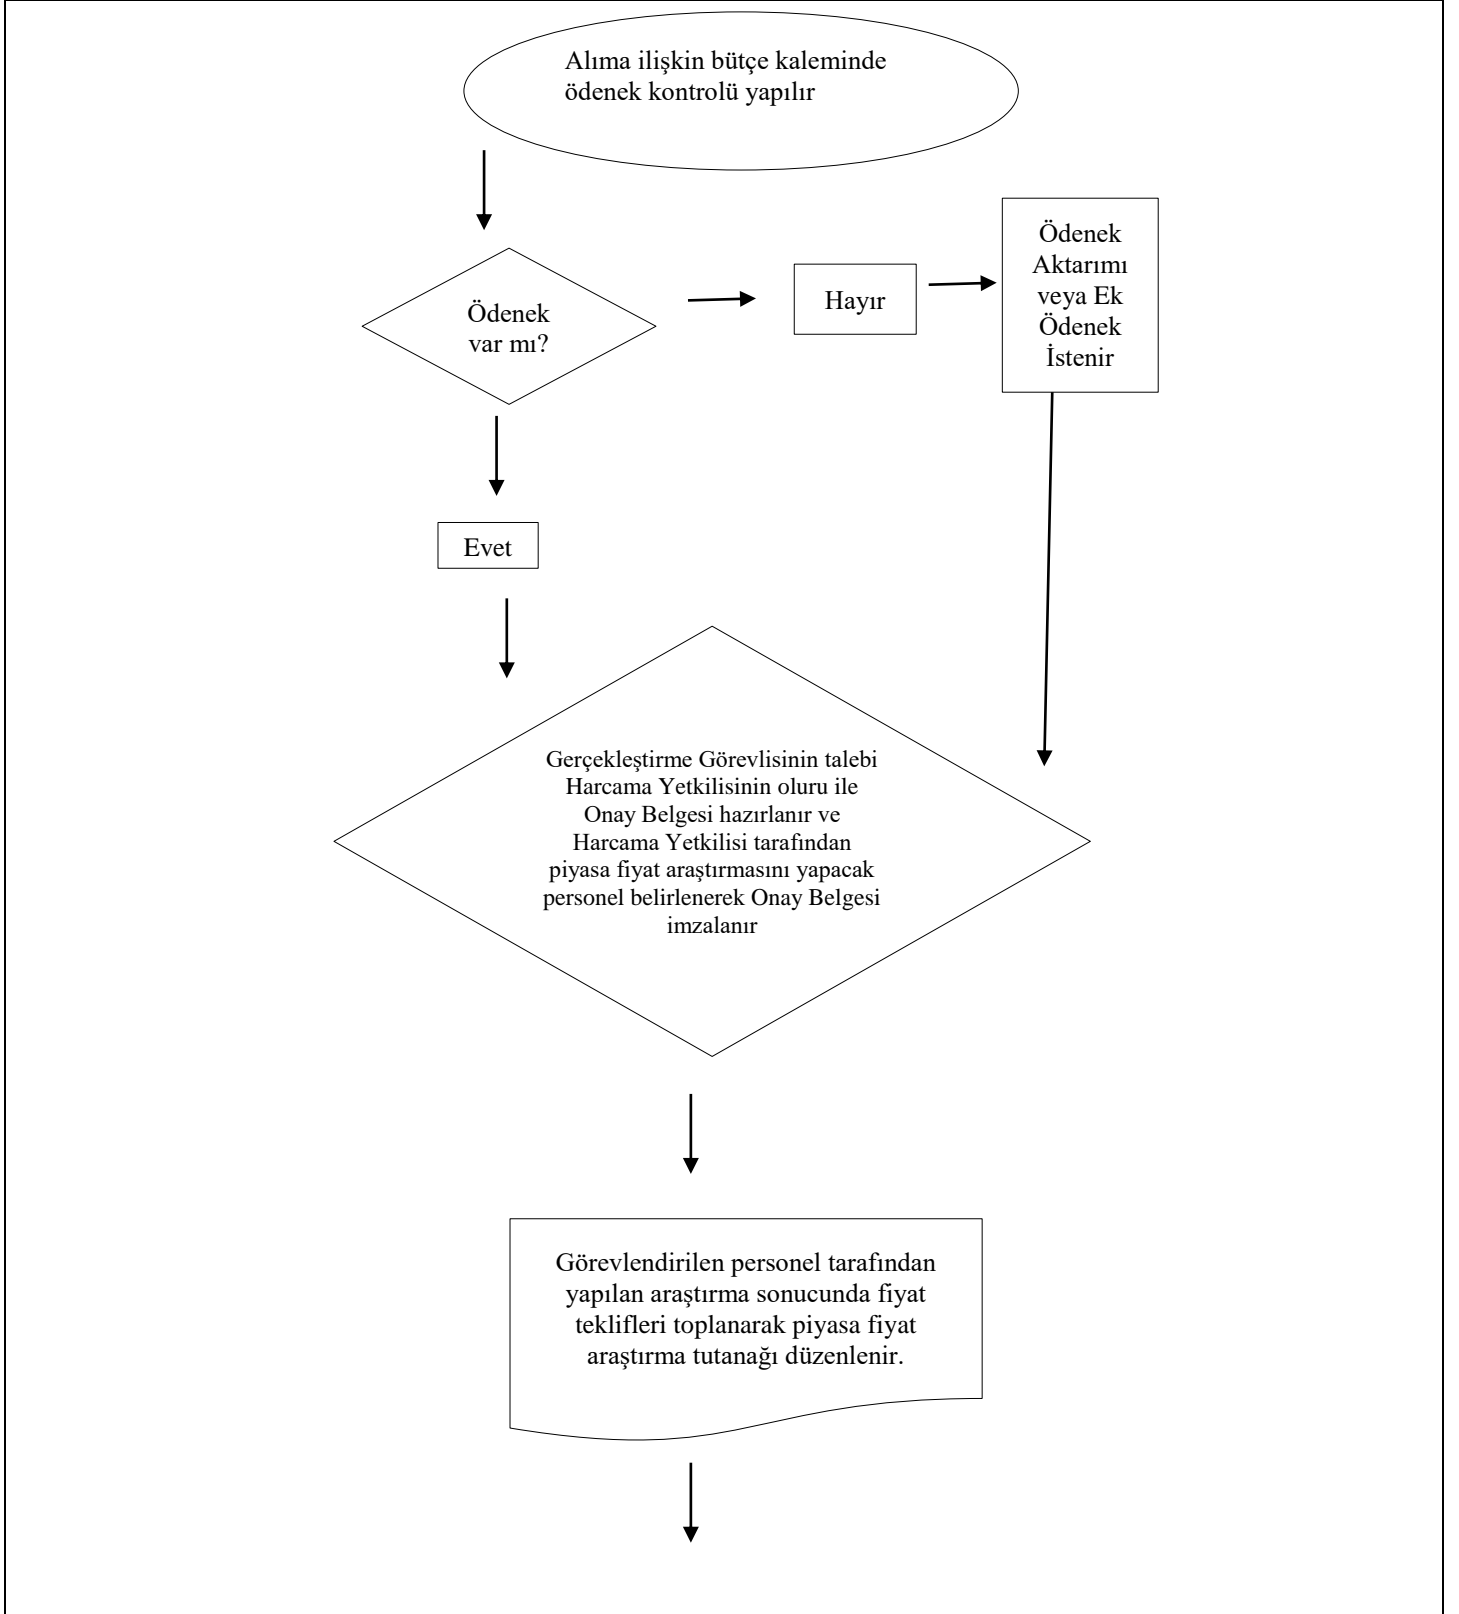 Alıma ilişkin bütçe kaleminde
ödenek kontrolü yapılır
Ödenek
var mı?
Hayır
Ödenek
Aktarımı
veya Ek
Ödenek
İstenir
Evet
Gerçekleştirme Görevlisinin talebi
Harcama Yetkilisinin oluru ile
Onay Belgesi hazırlanır ve
Harcama Yetkilisi tarafından
piyasa fiyat araştırmasını yapacak
personel belirlenerek Onay Belgesi
imzalanır
Görevlendirilen personel tarafından
yapılan araştırma sonucunda fiyat
teklifleri toplanarak piyasa fiyat
araştırma tutanağı düzenlenir.